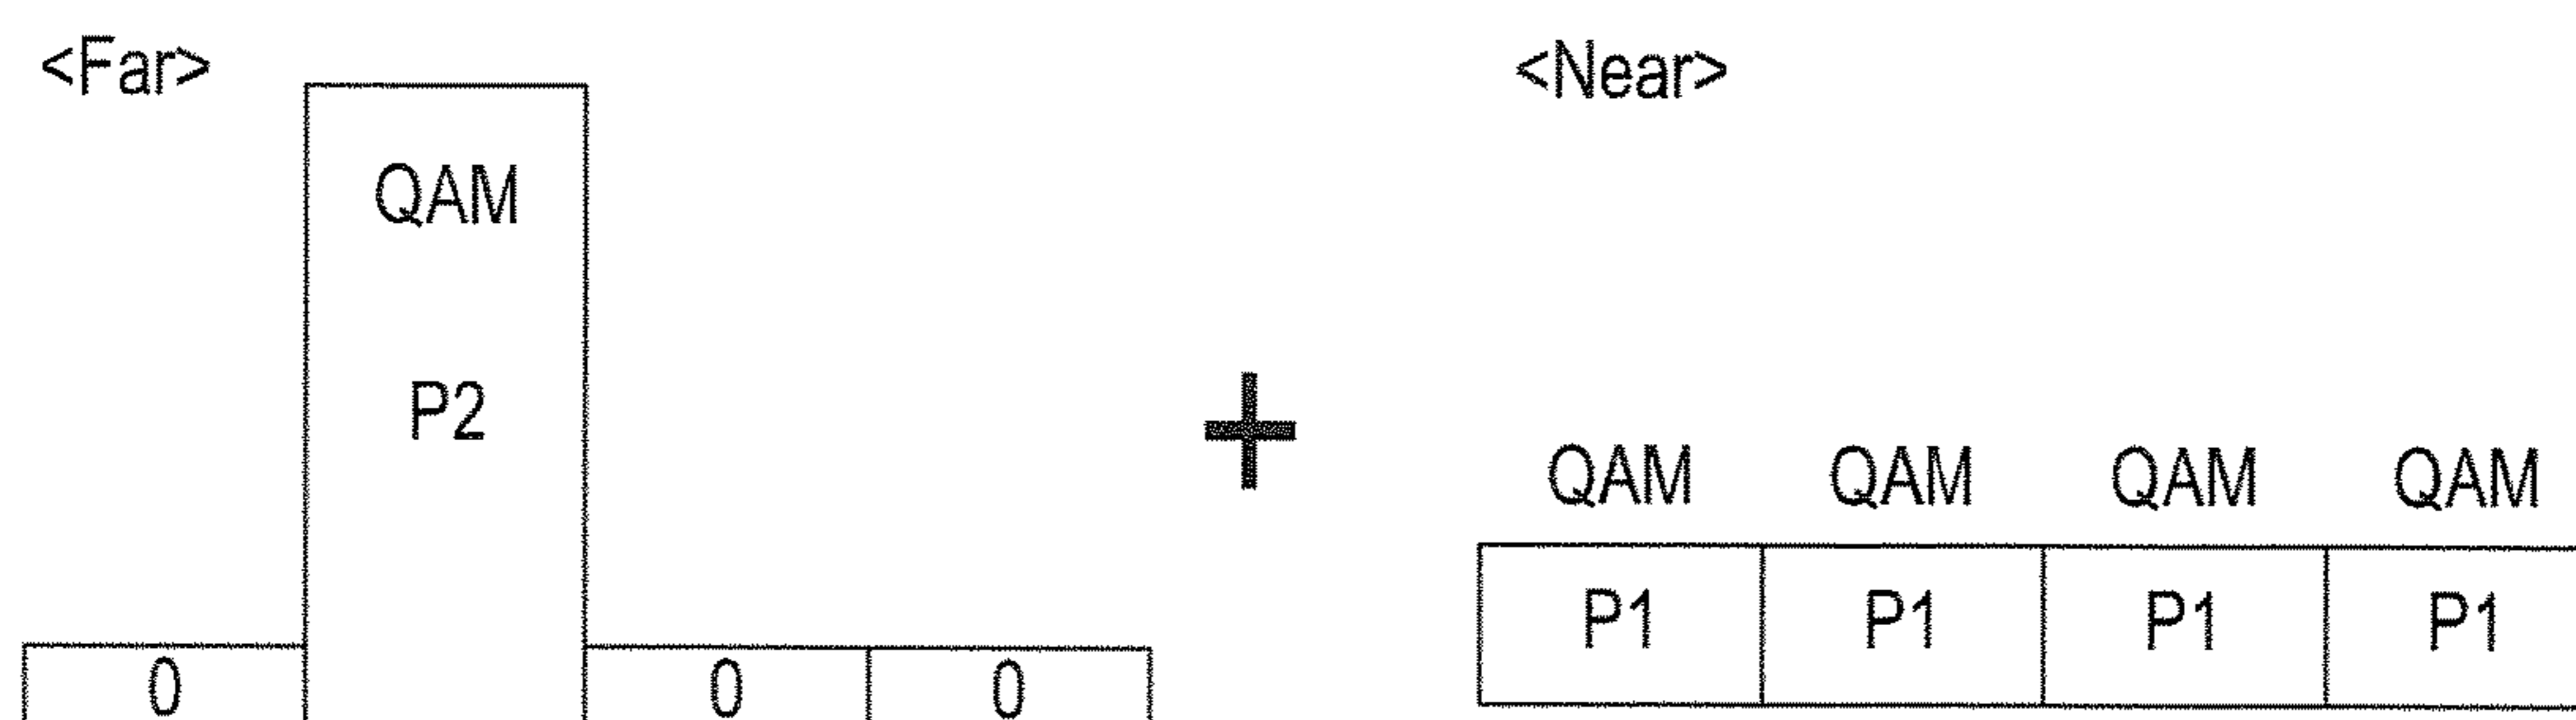 <Far>
QAM
P2
0 0 0
+
<Near>
QAM QAM QAM QAM
P1 P1 P1 P1